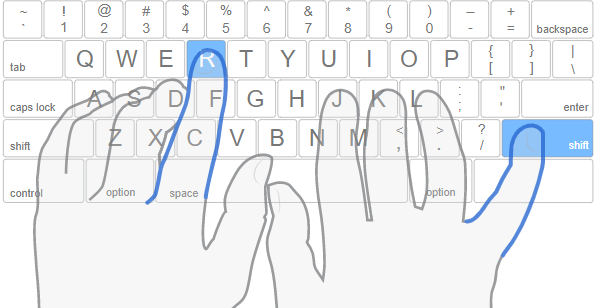 ~ ! @ # $ % ^ & * ( ) – +
` 1 2 3 4 5 6 7 8 9 0 - = backspace
tab Q W E R T Y U I O P { [ } ] | \
caps lock A S D F G H J K L : ; " ' enter
shift Z X C V B N M < , > . ? / shift
control option space option